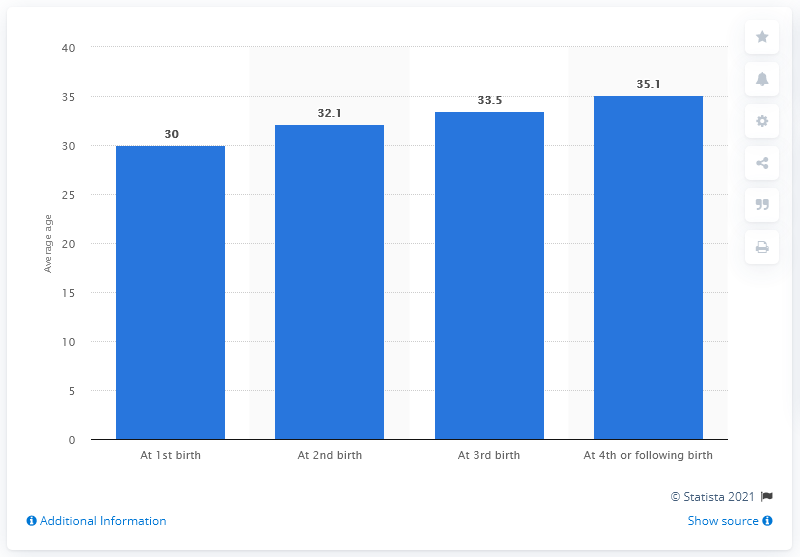 40
35
30
25
20
15
10
5
0
Average age
30
32.1
33.5
35.1
At 1st birth
At 2nd birth
At 3rd birth
At 4th or following birth
© Statista 2021
Additional Information
Show source